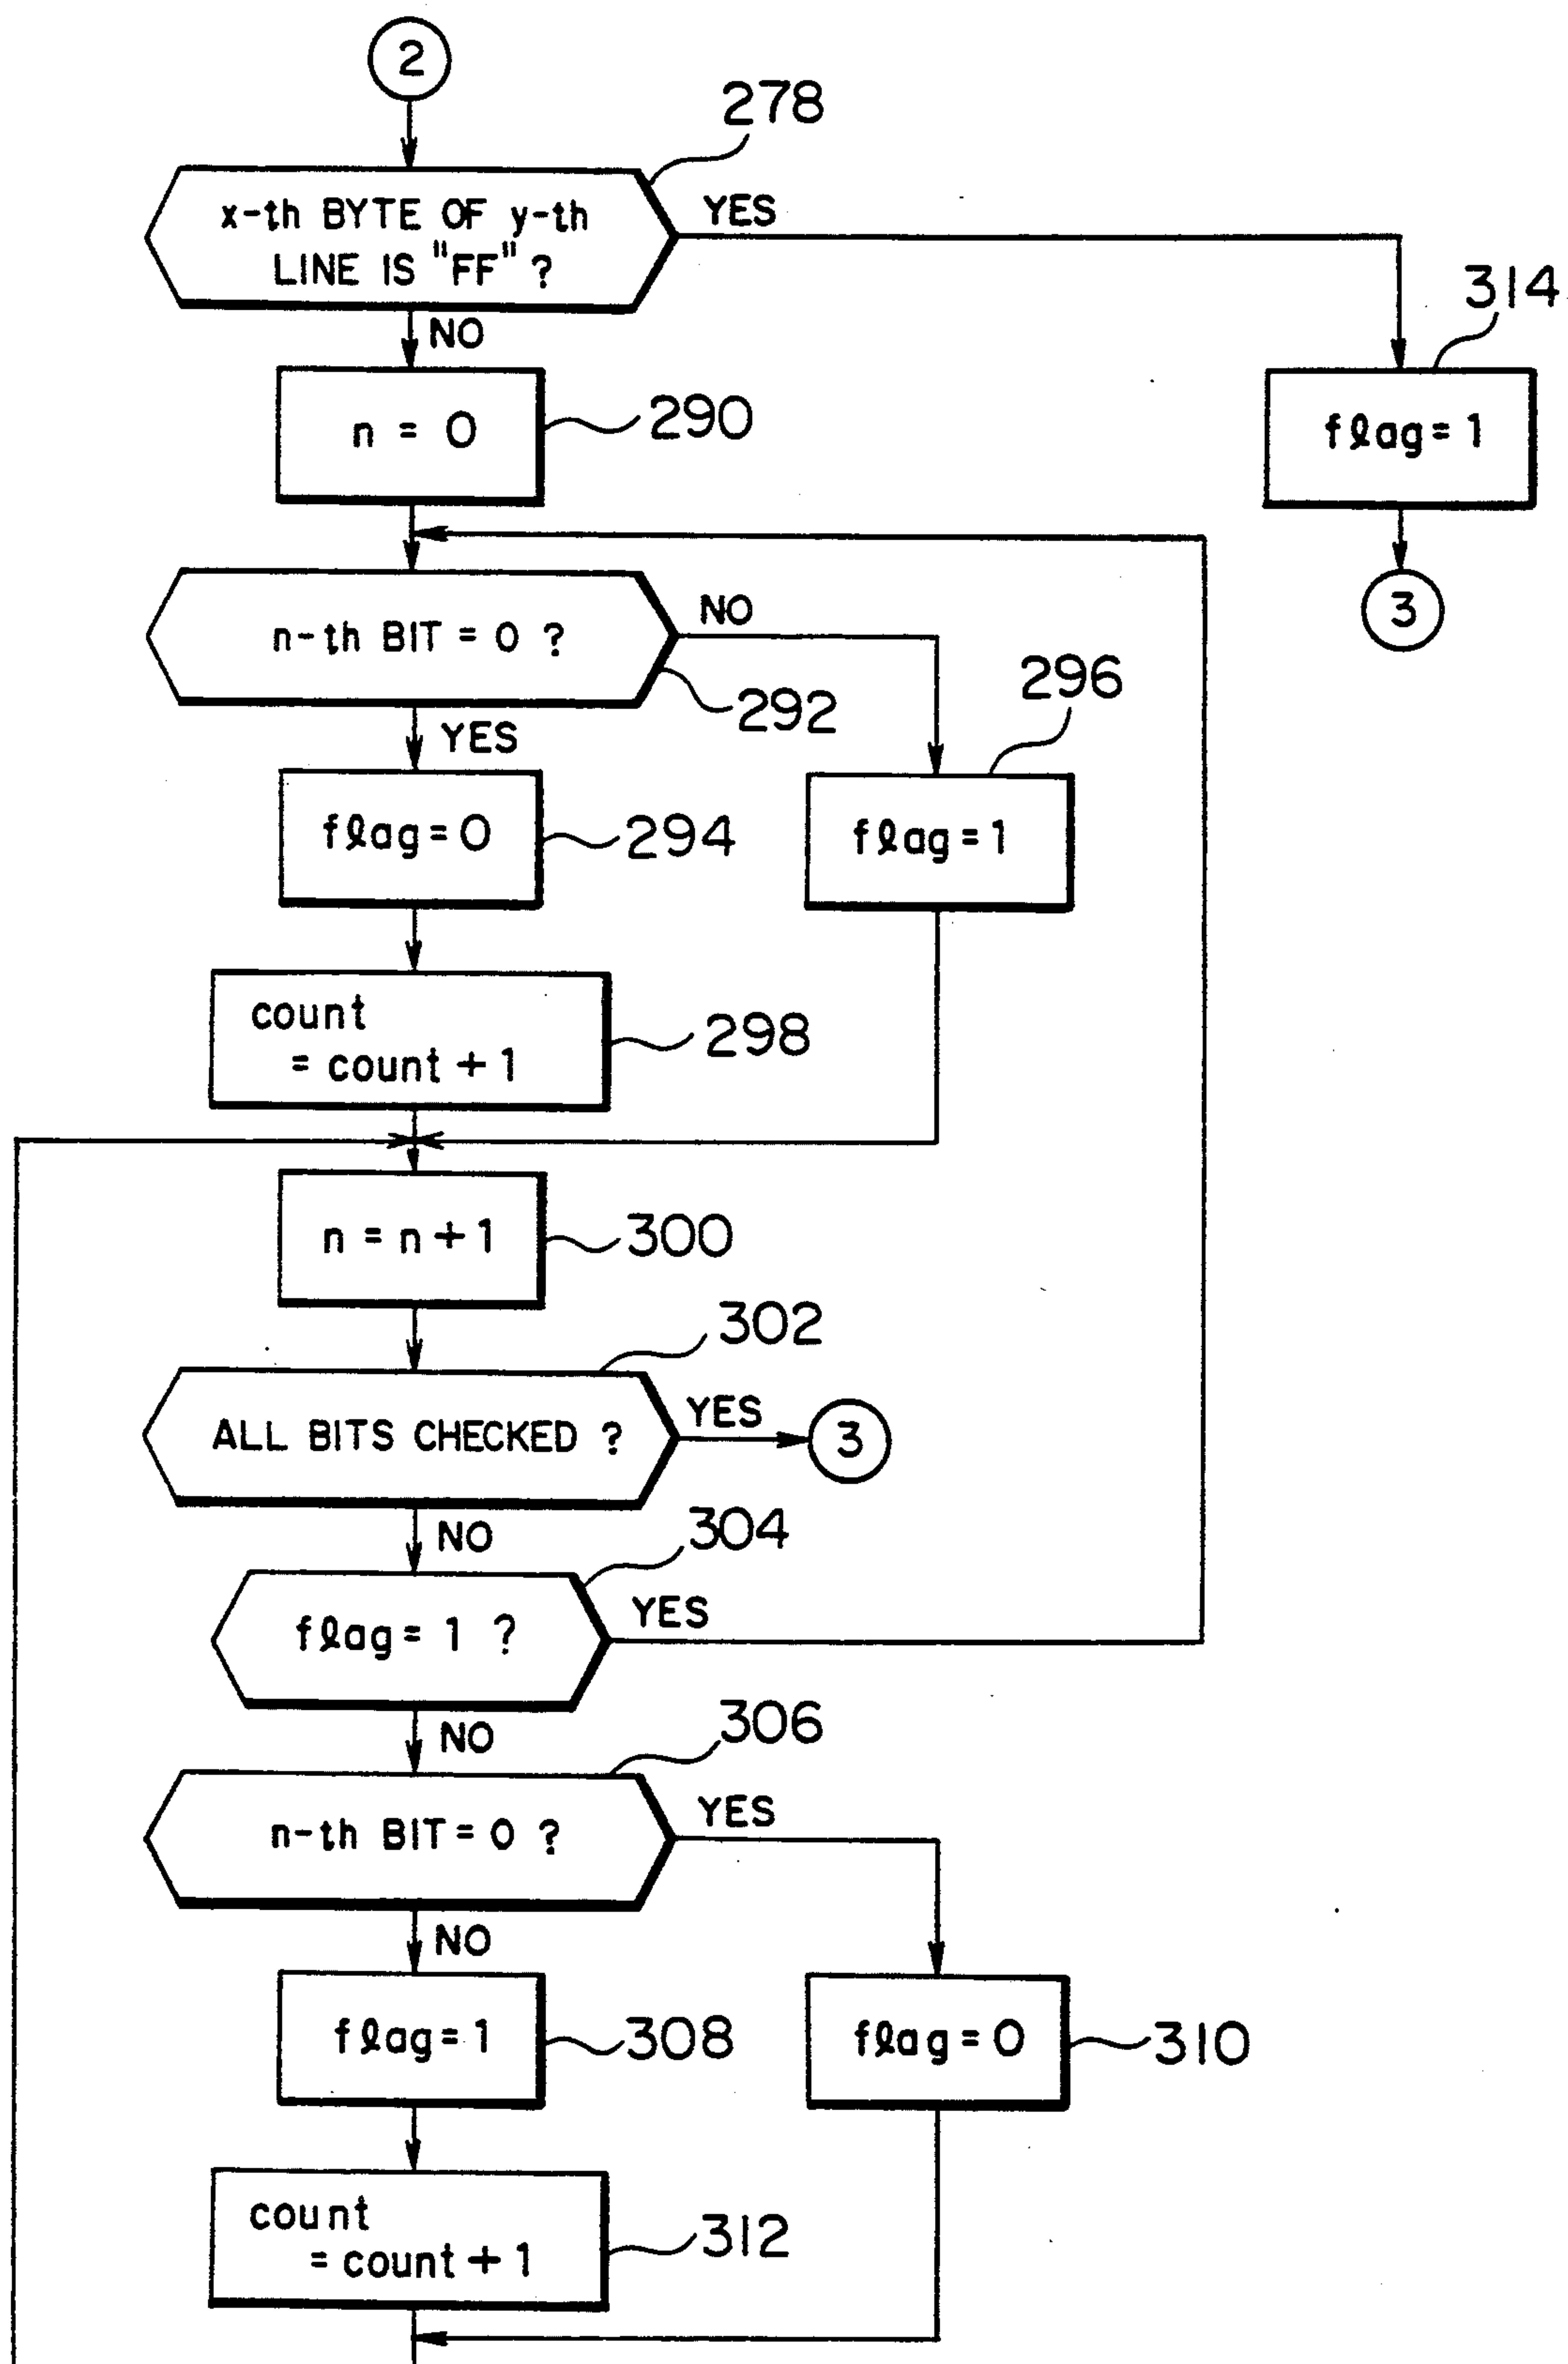 2
278
x-th BYTE OF y-th
LINE IS "FF" ?
YES
NO
314
n = 0
290
flag = 1
3
n-th BIT = 0 ?
NO
292
YES
296
flag = 0
294
flag = 1
count
= count + 1
298
n = n + 1
300
302
ALL BITS CHECKED ?
YES
3
NO
304
flag = 1 ?
YES
NO
306
n-th BIT = 0 ?
YES
NO
flag = 1
308
flag = 0
310
count
= count + 1
312